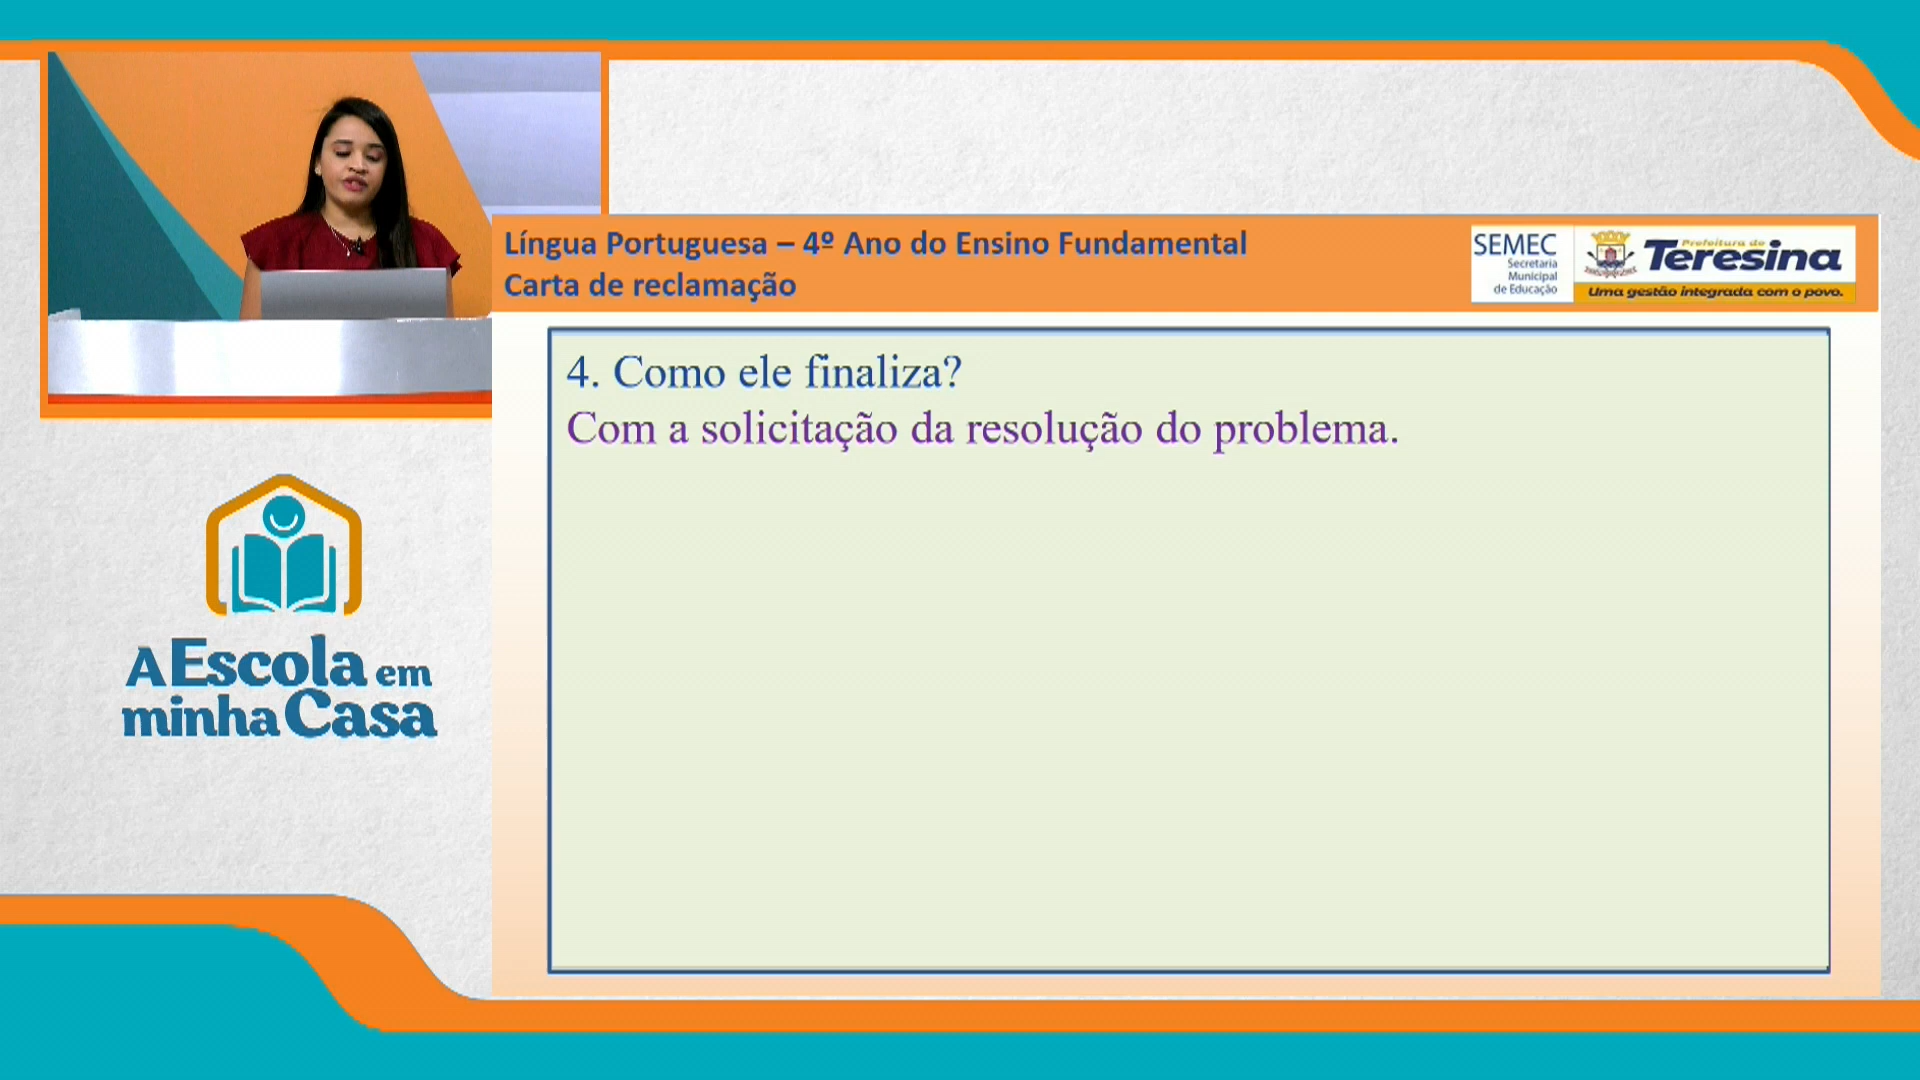 Língua Portuguesa – 4º Ano do Ensino Fundamental
Carta de reclamação
SEMEC
Secretaria
Municipal
de Educação
Prefeitura de
Teresina
Uma gestão integrada com o povo.
4. Como ele finaliza?
Com a solicitação da resolução do problema.
A Escola em
minha Casa